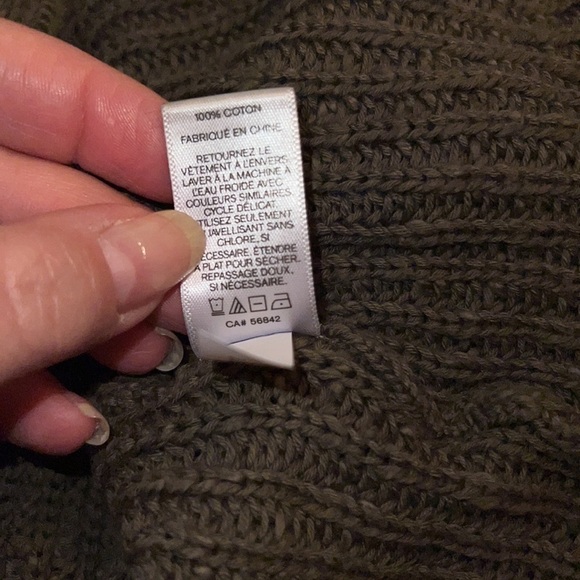 100% COTON
FABRIQUÉ EN CHINE
RETOURNEZ LE
VÊTEMENT À L'ENVERS,
LAVER À LA MACHINE À
L'EAU FROIDE AVEC
COULEURS SIMILAIRES
CYCLE DÉLICAT.
UTILISEZ SEULEMENT
JAVELLISANT SANS
CHLORE, SI
NÉCESSAIRE. ÉTENDRE
À PLAT POUR SÉCHER.
REPASSAGE DOUX,
SI NÉCESSAIRE.
CA# 56842